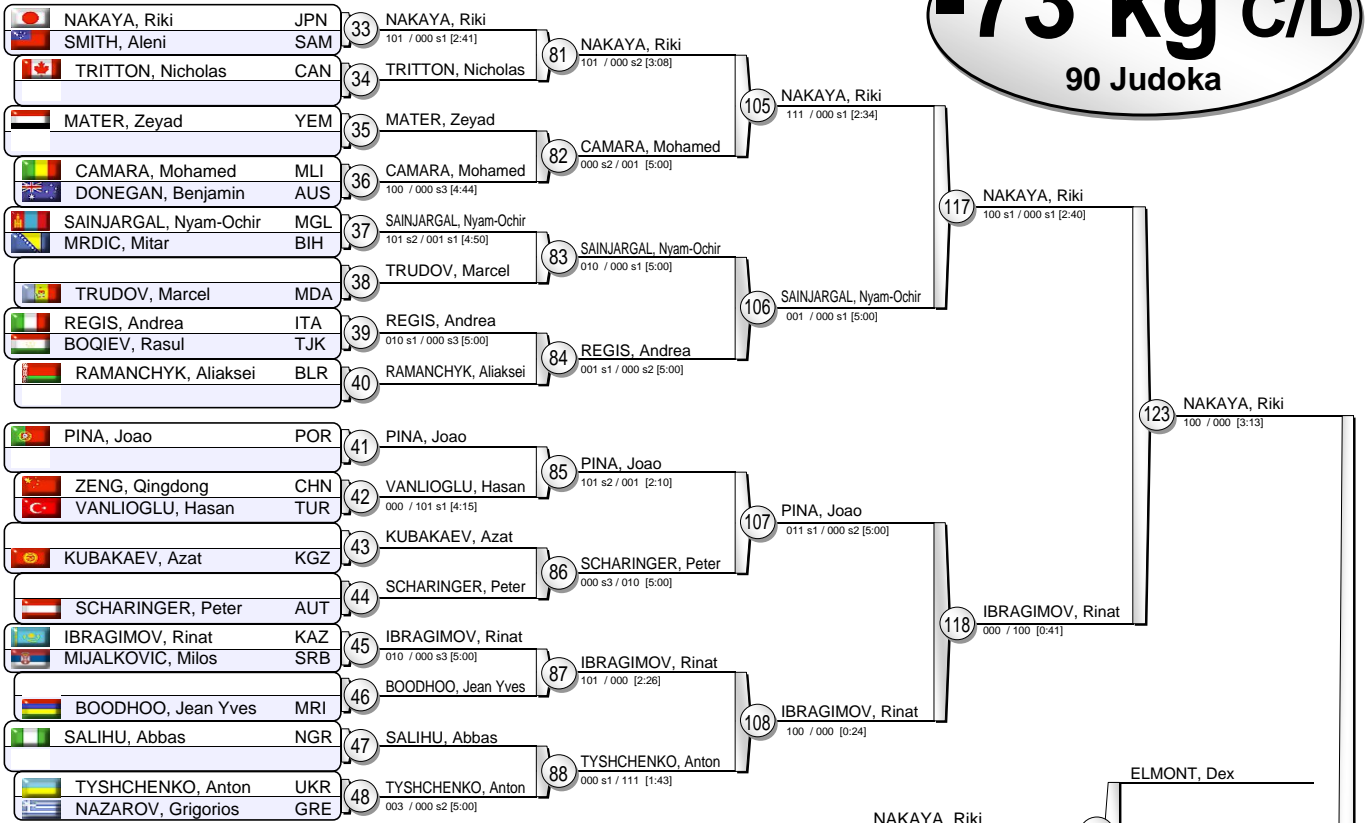 -73 kg C/D
90 Judoka
NAKAYA, Riki JPN
SMITH, Aleni SAM
TRITTON, Nicholas CAN
MATER, Zeyad YEM
CAMARA, Mohamed MLI
DONEGAN, Benjamin AUS
SAINJARGAL, Nyam-Ochir MGL
MRDIC, Mitar BIH
TRUDOV, Marcel MDA
REGIS, Andrea ITA
BOQIEV, Rasul TJK
RAMANCHYK, Aliaksei BLR
PINA, Joao POR
ZENG, Qingdong CHN
VANLIOGLU, Hasan TUR
KUBAKAEV, Azat KGZ
SCHARINGER, Peter AUT
IBRAGIMOV, Rinat KAZ
MIJALKOVIC, Milos SRB
BOODHOO, Jean Yves MRI
SALIHU, Abbas NGR
TYSHCHENKO, Anton UKR
NAZAROV, Grigorios GRE
33 NAKAYA, Riki
101 / 000 s1 [2:41]
34 TRITTON, Nicholas
35 MATER, Zeyad
36 CAMARA, Mohamed
100 / 000 s3 [4:44]
37 SAINJARGAL, Nyam-Ochir
101 s2 / 001 s1 [4:50]
38 TRUDOV, Marcel
39 REGIS, Andrea
010 s1 / 000 s3 [5:00]
40 RAMANCHYK, Aliaksei
41 PINA, Joao
42 VANLIOGLU, Hasan
000 / 101 s1 [4:15]
43 KUBAKAEV, Azat
44 SCHARINGER, Peter
45 IBRAGIMOV, Rinat
010 / 000 s3 [5:00]
46 BOODHOO, Jean Yves
47 SALIHU, Abbas
48 TYSHCHENKO, Anton
003 / 000 s2 [5:00]
81 NAKAYA, Riki
101 / 000 s2 [3:08]
82 CAMARA, Mohamed
000 s2 / 001 [5:00]
83 SAINJARGAL, Nyam-Ochir
010 / 000 s1 [5:00]
84 REGIS, Andrea
001 s1 / 000 s2 [5:00]
85 PINA, Joao
101 s2 / 001 [2:10]
86 SCHARINGER, Peter
000 s3 / 010 [5:00]
87 IBRAGIMOV, Rinat
101 / 000 [2:26]
88 TYSHCHENKO, Anton
000 s1 / 111 [1:43]
105 NAKAYA, Riki
111 / 000 s1 [2:34]
106 SAINJARGAL, Nyam-Ochir
001 / 000 s1 [5:00]
107 PINA, Joao
011 s1 / 000 s2 [5:00]
108 IBRAGIMOV, Rinat
100 / 000 [0:24]
117 NAKAYA, Riki
100 s1 / 000 s1 [2:40]
118 IBRAGIMOV, Rinat
000 / 100 [0:41]
123 NAKAYA, Riki
100 / 000 [3:13]
ELMONT, Dex
NAKAYA, Riki